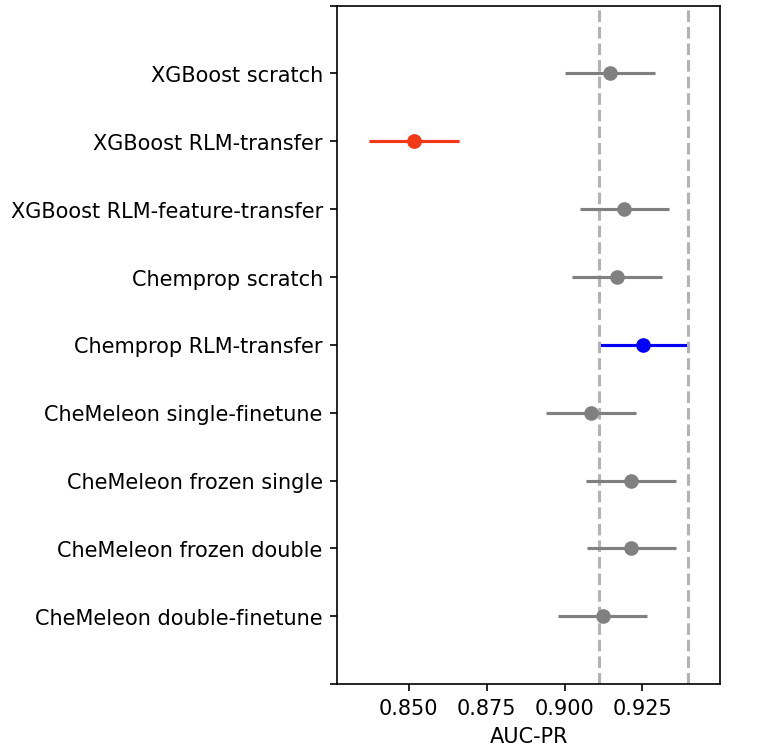 XGBoost scratch
XGBoost RLM-transfer
XGBoost RLM-feature-transfer
Chemprop scratch
Chemprop RLM-transfer
CheMeleon single-finetune
CheMeleon frozen single
CheMeleon frozen double
CheMeleon double-finetune
0.850 0.875 0.900 0.925
AUC-PR